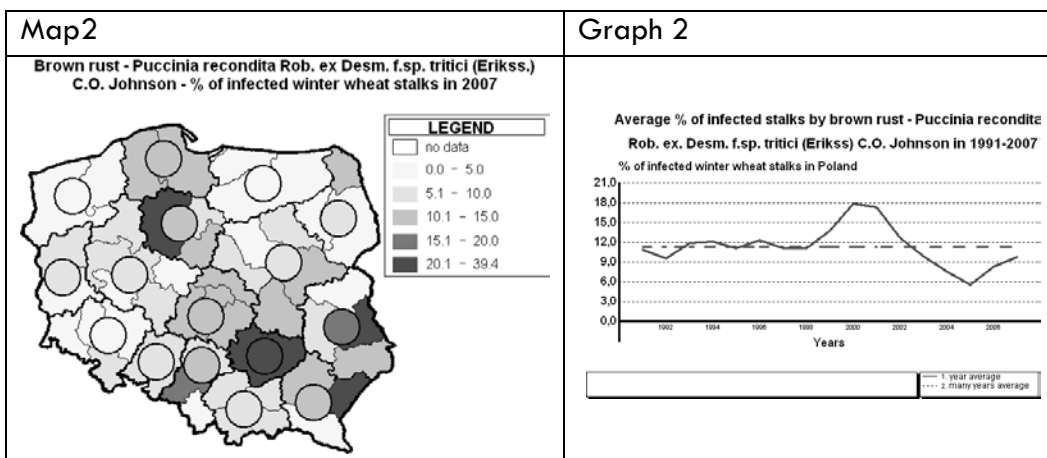 Map2
Brown rust - Puccinia recondita Rob. ex Desm. f.sp. tritici (Erikss.)
C.O. Johnson - % of infected winter wheat stalks in 2007
LEGEND
no data
0.0 - 5.0
5.1 - 10.0
10.1 - 15.0
15.1 - 20.0
20.1 - 39.4
Graph 2
Average % of infected stalks by brown rust - Puccinia recondita
Rob. ex. Desm. f.sp. tritici (Erikss) C.O. Johnson in 1991-2007
% of infected winter wheat stalks in Poland
21,0
18,0
15,0
12,0
9,0
6,0
3,0
0,0
1992 1994 1996 1998 2000 2002 2004 2006
Years
1. year average
2. many years average